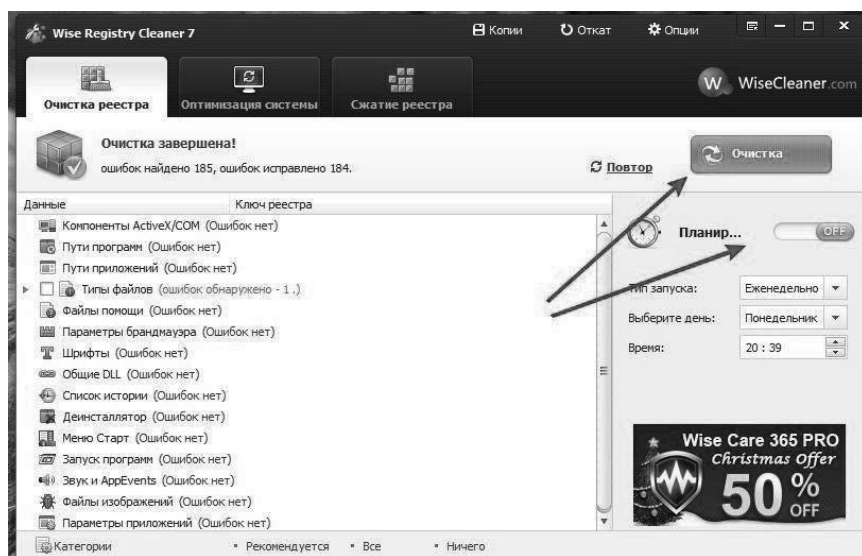 Wise Registry Cleaner 7
Копии Откат Опции
Очистка реестра Оптимизация системы Сжатие реестра
W WiseCleaner.com
Очистка завершена!
ошибок найдено 185, ошибок исправлено 184.
Повтор
Очистка
Данные Ключ реестра
Компоненты ActiveX/COM (Ошибок нет)
Пути программ (Ошибок нет)
Пути приложений (Ошибок нет)
Типы файлов (ошибок обнаружено - 1 .)
Файлы помощи (Ошибок нет)
Параметры брандмауэра (Ошибок нет)
Шрифты (Ошибок нет)
Общие DLL (Ошибок нет)
Список истории (Ошибок нет)
Деинсталлятор (Ошибок нет)
Меню Старт (Ошибок нет)
Запуск программ (Ошибок нет)
Звук и AppEvents (Ошибок нет)
Файлы изображений (Ошибок нет)
Параметры приложений (Ошибок нет)
Планир... OFF
Тип запуска: Еженедельно
Выберите день: Понедельник
Время: 20 : 39
Wise Care 365 PRO
Christmas Offer
50 % OFF
Категории Рекомендуется Все Ничего